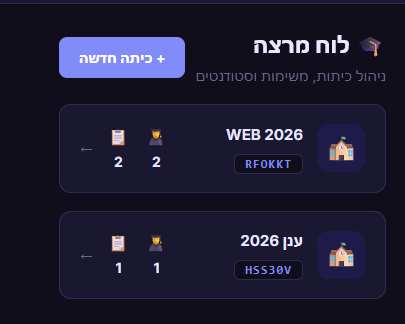 לוח מרצה
ניהול כיתות, משימות וסטודנטים
+ כיתה חדשה
WEB 2026
RFOKKT
2
2
←
ענן 2026
HSS30V
1
1
←